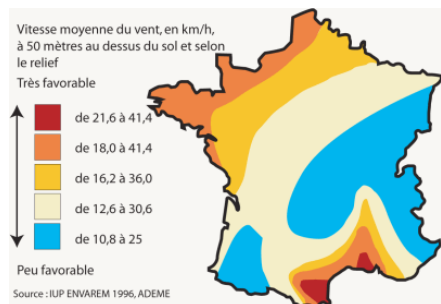 Vitesse moyenne du vent, en km/h,
à 50 mètres au dessus du sol et selon
le relief
Très favorable
de 21,6 à 41,4
de 18,0 à 41,4
de 16,2 à 36,0
de 12,6 à 30,6
de 10,8 à 25
Peu favorable
Source : IUP ENVAREM 1996, ADEME